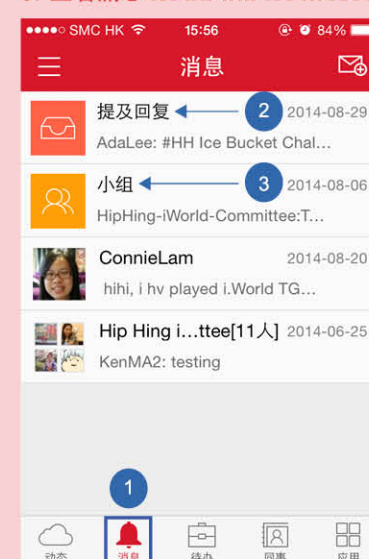 SMC HK 15:56 84%
消息
提及回复 2 2014-08-29
AdaLee: #HH Ice Bucket Chal...
小组 3 2014-08-06
HipHing-iWorld-Committee:T...
ConnieLam 2014-08-20
hihi, i hv played i.World TG...
Hip Hing i...ttee[11人] 2014-06-25
KenMA2: testing
1
动态 消息 待办 同事 应用